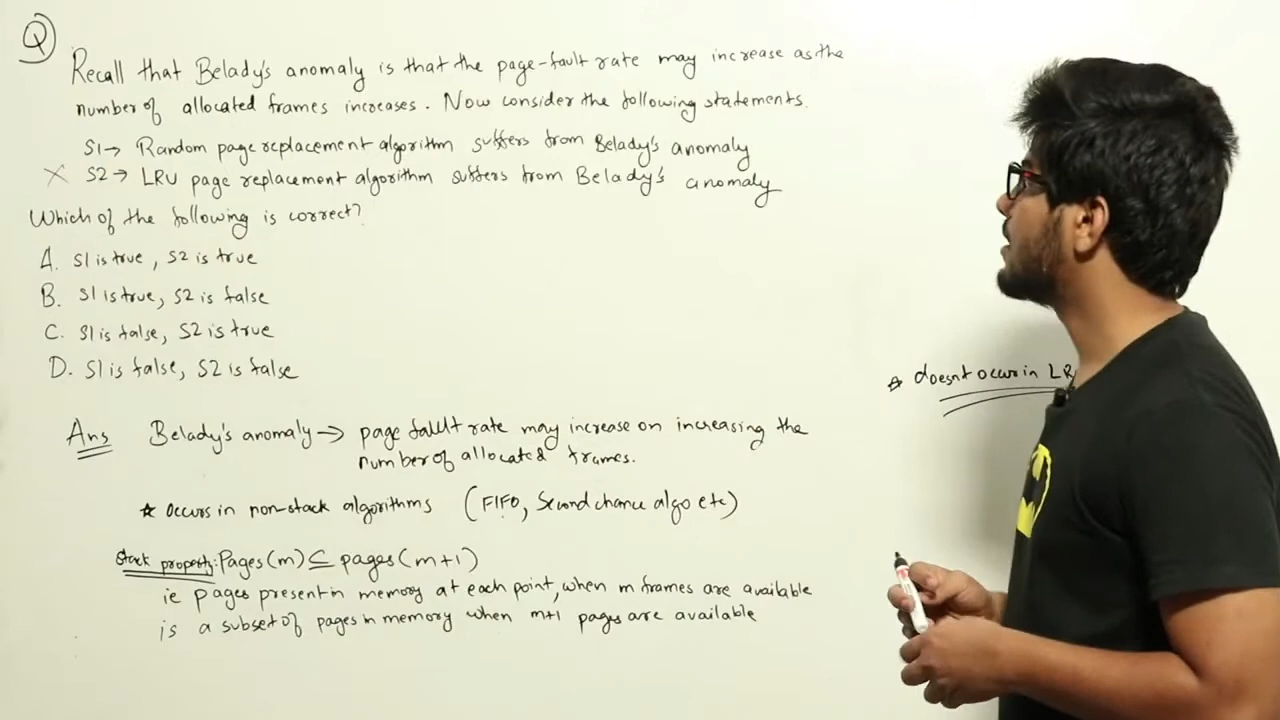 Q
Recall that Belady's anomaly is that the page-fault rate may increase as the
number of allocated frames increases. Now consider the following statements.
S1→ Random page replacement algorithm suffers from Belady's anomaly
× S2→ LRU page replacement algorithm suffers from Belady's anomaly
Which of the following is correct?
A. S1 is true, S2 is true
B. S1 is true, S2 is false
C. S1 is false, S2 is true
D. S1 is false, S2 is false
☆ doesnt occurs in LR
Ans Belady's anomaly → page fault rate may increase on increasing the
number of allocated frames.
☆ occurs in non-stack algorithms (FIFO, Second chance algo etc)
Stack property: Pages(m) ⊆ pages(m+1)
ie pages present in memory at each point, when m frames are available
is a subset of pages in memory when m+1 pages are available